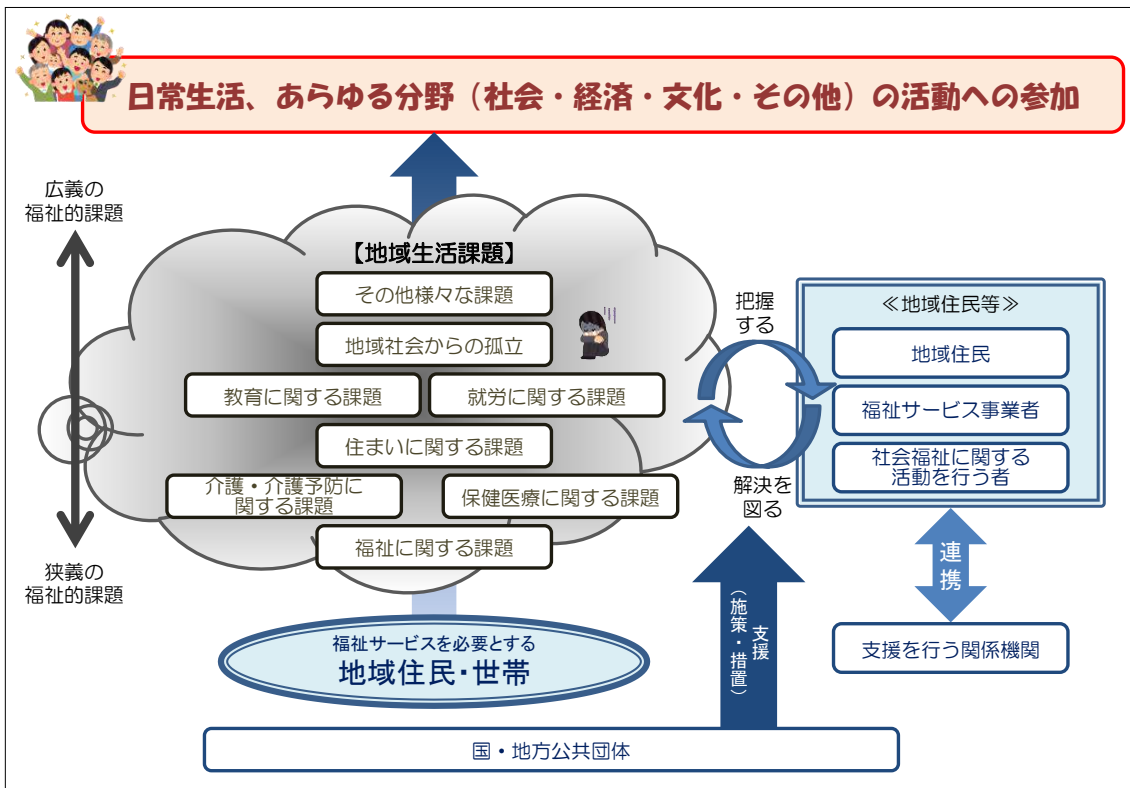 日常生活、あらゆる分野（社会・経済・文化・その他）の活動への参加
広義の
福祉的課題
【地域生活課題】
その他様々な課題
地域社会からの孤立
教育に関する課題
就労に関する課題
住まいに関する課題
介護・介護予防に
関する課題
保健医療に関する課題
福祉に関する課題
狭義の
福祉的課題
把握
する
解決を
図る
≪地域住民等≫
地域住民
福祉サービス事業者
社会福祉に関する
活動を行う者
連携
支援を行う関係機関
支援
（施策・措置）
福祉サービスを必要とする
地域住民・世帯
国・地方公共団体